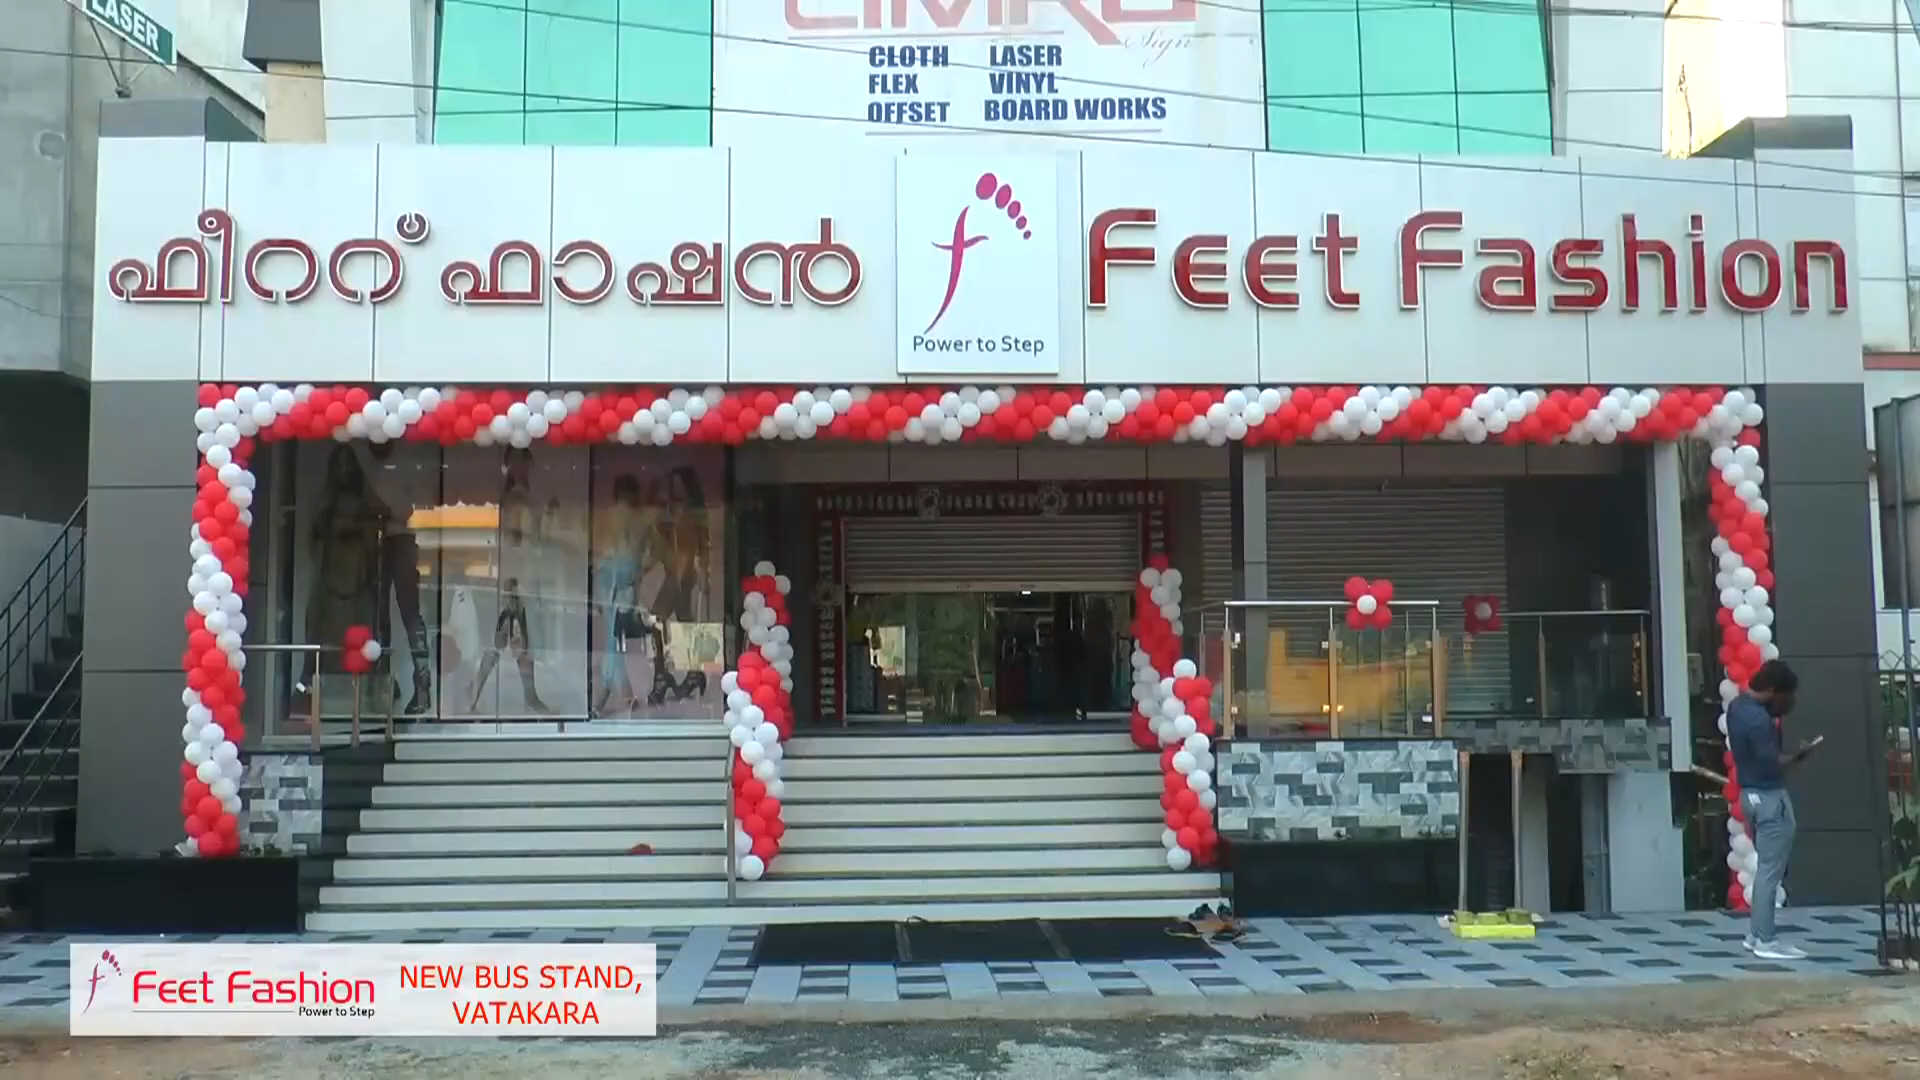 LASER
CLOTH LASER
FLEX VINYL
OFFSET BOARD WORKS
Sign
ഫീററ് ഫാഷൻ
Feet Fashion
Power to Step
Feet Fashion
Power to Step
NEW BUS STAND,
VATAKARA